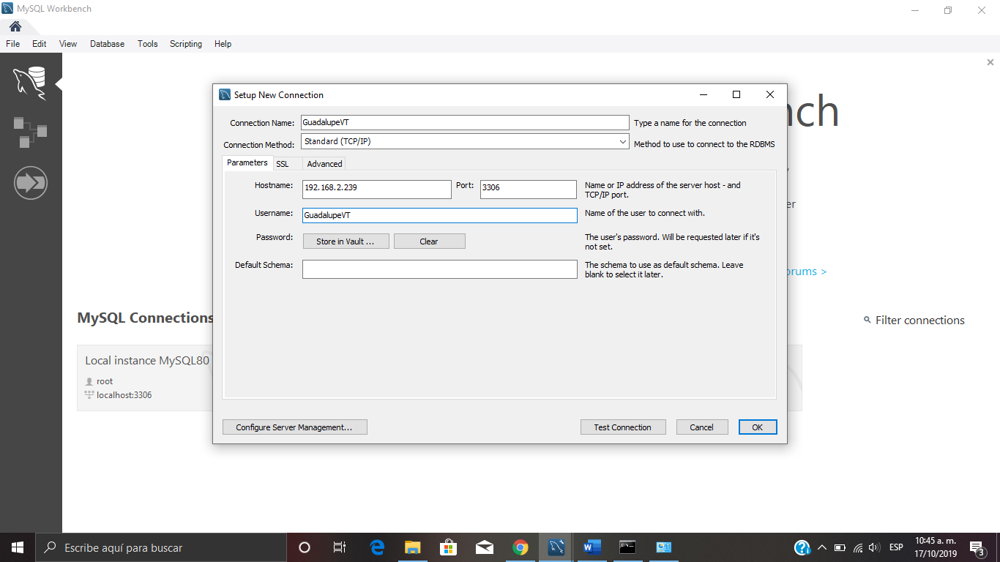 MySQL Workbench
File Edit View Database Tools Scripting Help
Setup New Connection
nch
Connection Name: GuadalupeVT Type a name for the connection
Connection Method: Standard (TCP/IP) Method to use to connect to the RDBMS
Parameters SSL Advanced
Hostname: 192.168.2.239 Port: 3306 Name or IP address of the server host - and
TCP/IP port.
er
Username: GuadalupeVT Name of the user to connect with.
Password: Store in Vault ... Clear The user's password. Will be requested later if it's
not set.
Default Schema: The schema to use as default schema. Leave
blank to select it later.
orums >
MySQL Connections
Filter connections
Local instance MySQL80
root
localhost:3306
Configure Server Management... Test Connection Cancel OK
Escribe aquí para buscar
ESP
10:45 a. m.
17/10/2019
3